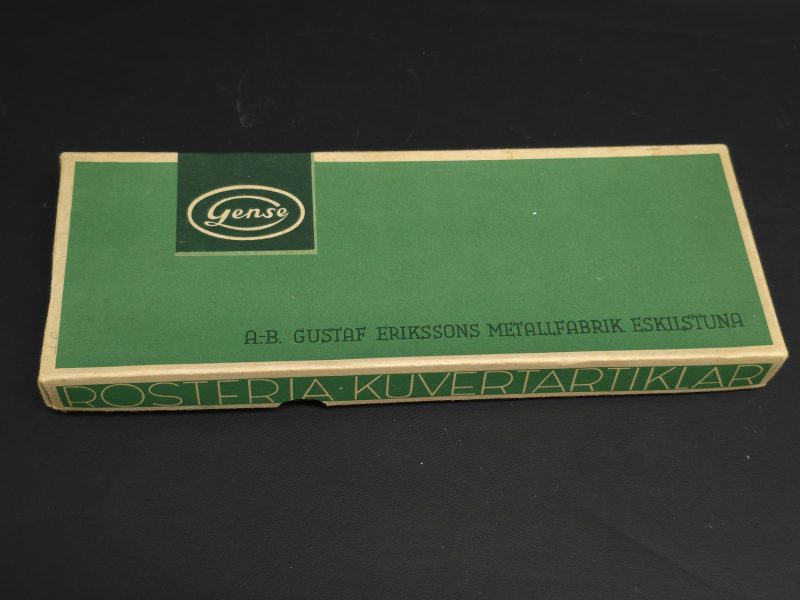 Gense
A.-B. GUSTAF ERIKSSONS METALLFABRIK ESKILSTUNA
ROSTFRIA KUVERTARTIKLAR